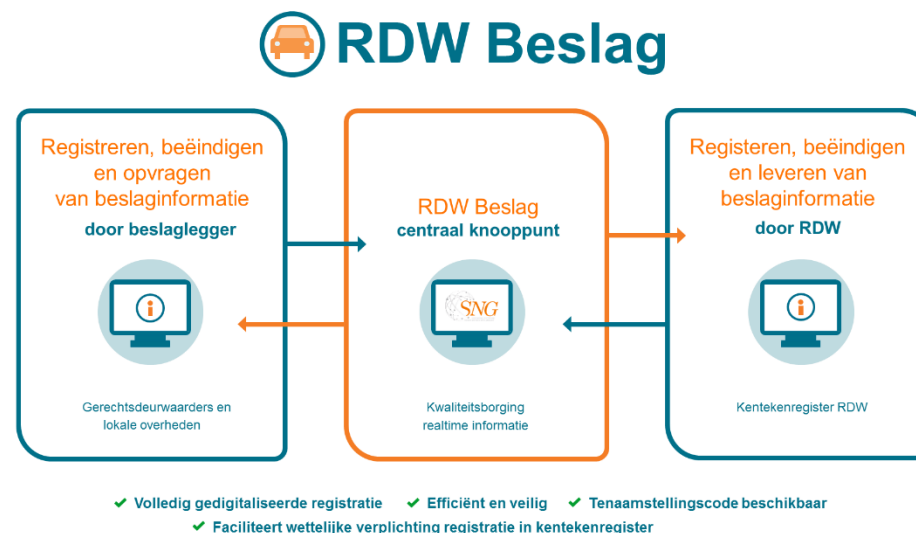 RDW Beslag
Registreren, beëindigen
en opvragen
van beslaginformatie
door beslaglegger
Gerechtsdeurwaarders en
lokale overheden
RDW Beslag
centraal knooppunt
SNG
Kwaliteitsborging
realtime informatie
Registeren, beëindigen
en leveren van
beslaginformatie
door RDW
Kentekenregister RDW
Volledig gedigitaliseerde registratie
Efficiënt en veilig
Tenaamstellingscode beschikbaar
Faciliteert wettelijke verplichting registratie in kentekenregister